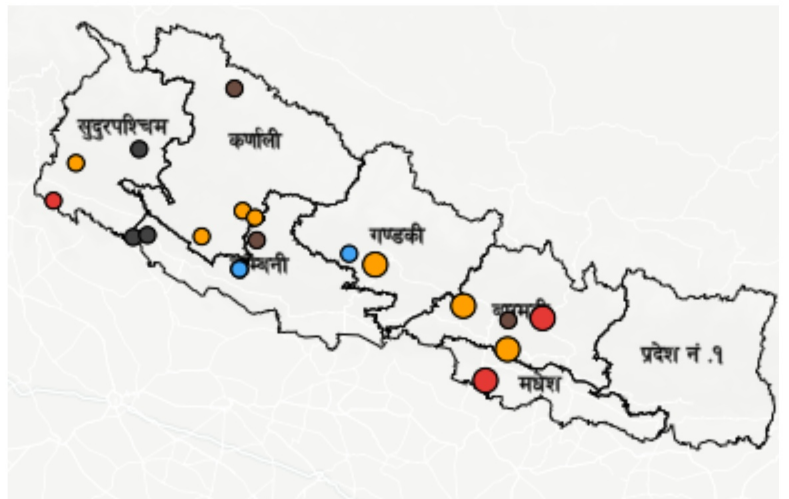 सुदुरपश्चिम
कर्णाली
गण्डकी
प्रदेश नं .१
मधेश